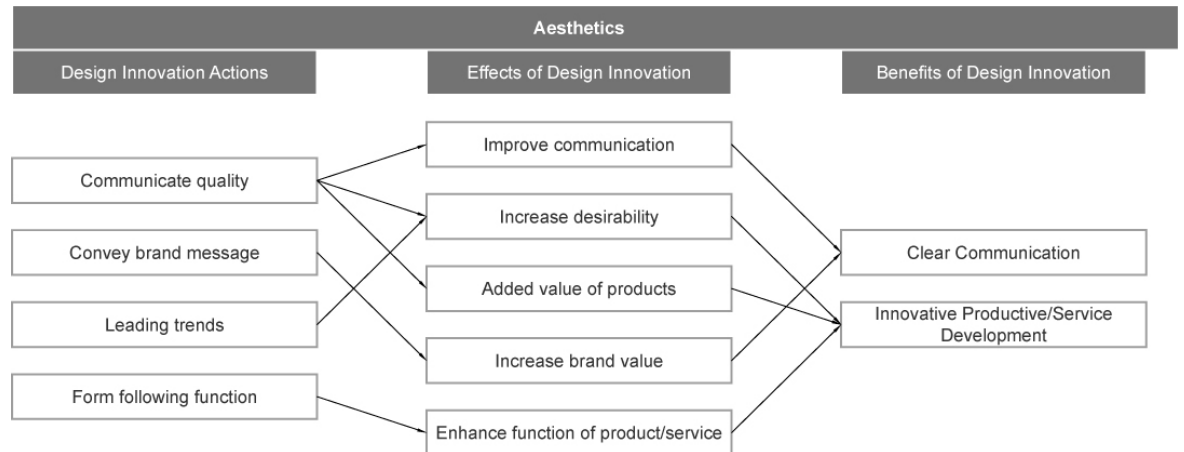 Aesthetics
Design Innovation Actions
Effects of Design Innovation
Benefits of Design Innovation
Communicate quality
Convey brand message
Leading trends
Form following function
Improve communication
Increase desirability
Added value of products
Increase brand value
Enhance function of product/service
Clear Communication
Innovative Productive/Service
Development